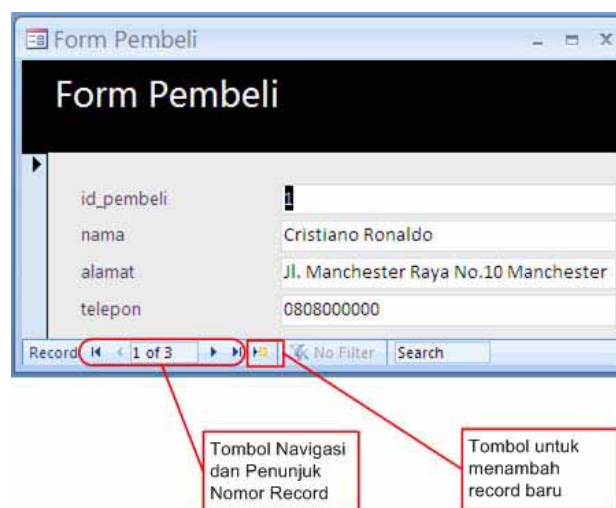 Form Pembeli
Form Pembeli
id_pembeli 1
nama Cristiano Ronaldo
alamat Jl. Manchester Raya No.10 Manchester
telepon 0808000000
Record 1 of 3 No Filter Search
Tombol Navigasi
dan Penunjuk
Nomor Record
Tombol untuk
menambah
record baru